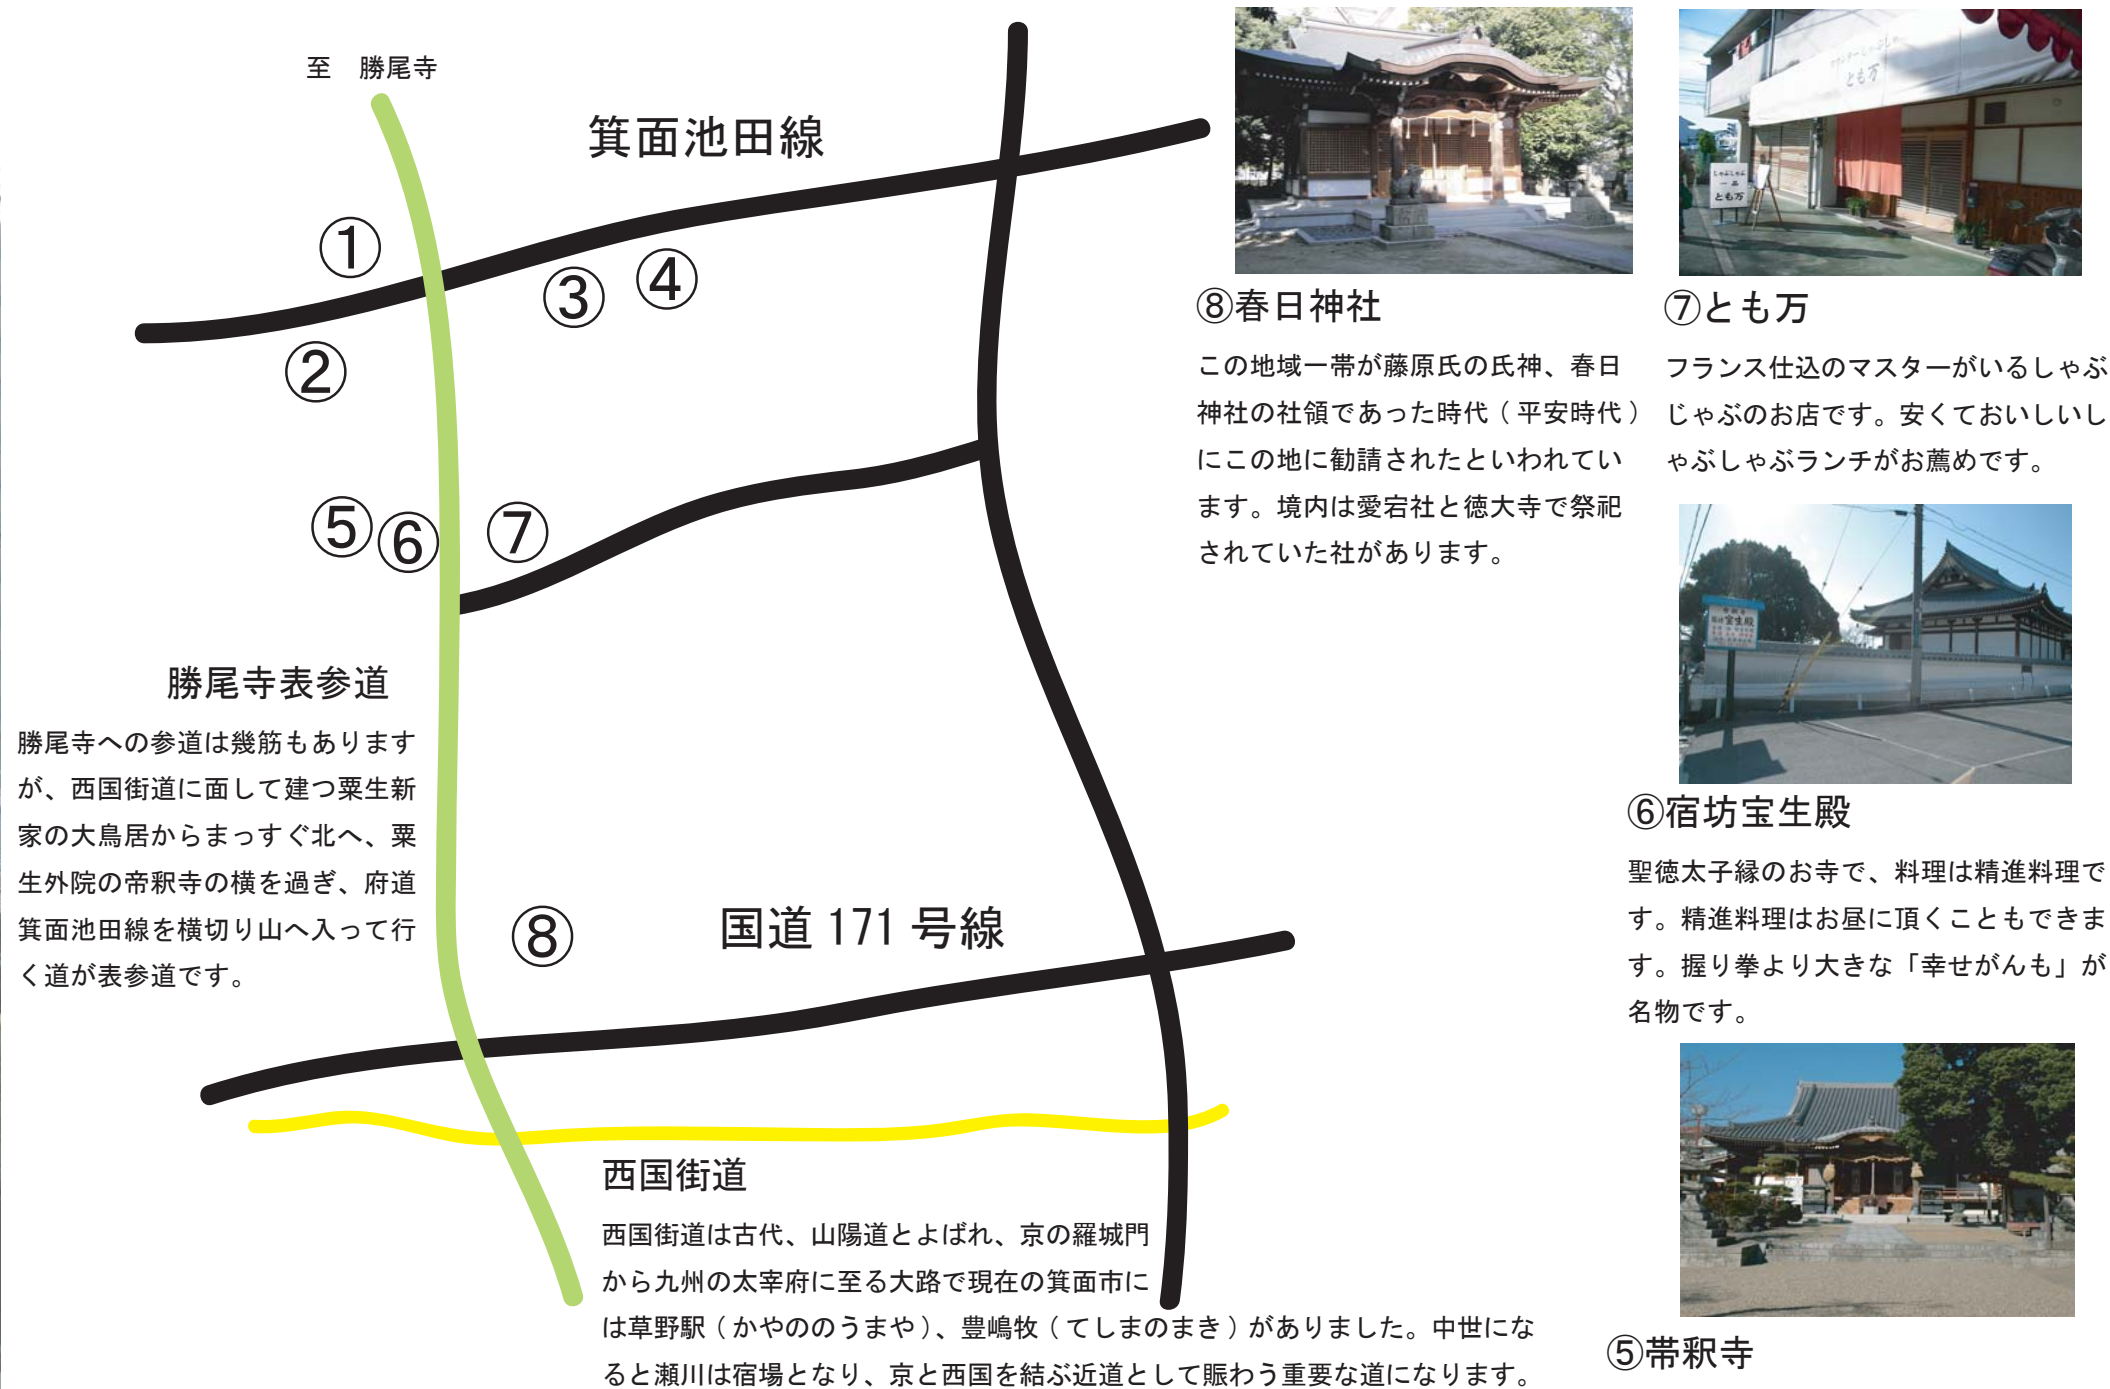 至　勝尾寺
箕面池田線
①
②
③
④
⑤
⑥
⑦
勝尾寺表参道
勝尾寺への参道は幾筋もあります
が、西国街道に面して建つ粟生新
家の大鳥居からまっすぐ北へ、粟
生外院の帝釈寺の横を過ぎ、府道
箕面池田線を横切り山へ入って行
く道が表参道です。
⑧
国道 171 号線
西国街道
西国街道は古代、山陽道とよばれ、京の羅城門
から九州の太宰府に至る大路で現在の箕面市に
は草野駅（かやののうまや）、豊嶋牧（てしまのまき）がありました。中世にな
ると瀬川は宿場となり、京と西国を結ぶ近道として賑わう重要な道になります。
⑧春日神社
この地域一帯が藤原氏の氏神、春日
神社の社領であった時代（平安時代）
にこの地に勧請されたといわれてい
ます。境内は愛宕社と徳大寺で祭祀
されていた社があります。
とも万
しゃぶしゃぶ
一品
とも万
⑦とも万
フランス仕込のマスターがいるしゃぶ
じゃぶのお店です。安くておいしいし
ゃぶしゃぶランチがお薦めです。
宝生殿
⑥宿坊宝生殿
聖徳太子縁のお寺で、料理は精進料理で
す。精進料理はお昼に頂くこともできま
す。握り拳より大きな「幸せがんも」が
名物です。
⑤帯釈寺